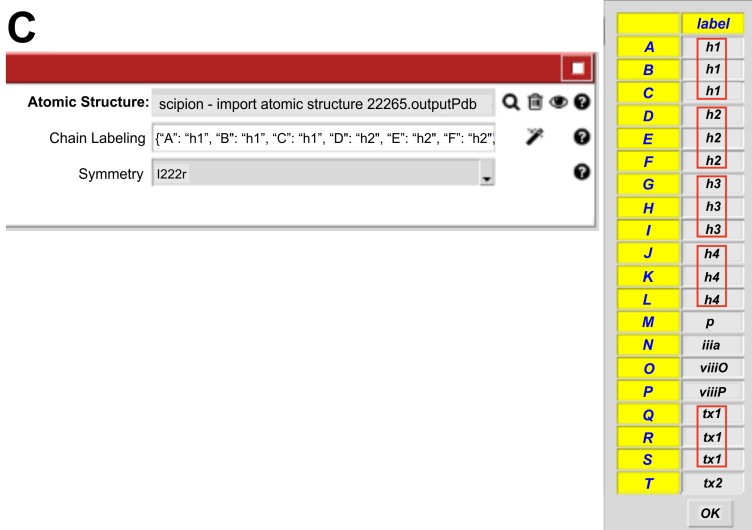 C
Atomic Structure: scipion - import atomic structure 22265.outputPdb
Chain Labeling {“A": “h1”, “B": “h1”, “C": “h1”, “D": “h2", “E": “h2", “F": “h2",
Symmetry I222r
label
A h1
B h1
C h1
D h2
E h2
F h2
G h3
H h3
I h3
J h4
K h4
L h4
M p
N iiia
O viiiO
P viiiP
Q tx1
R tx1
S tx1
T tx2
OK